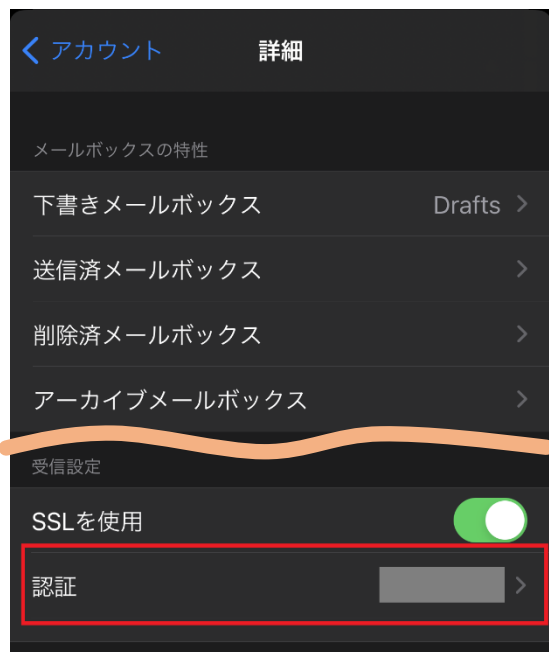 アカウント 詳細
メールボックスの特性
下書きメールボックス Drafts
送信済メールボックス
削除済メールボックス
アーカイブメールボックス
受信設定
SSLを使用
認証